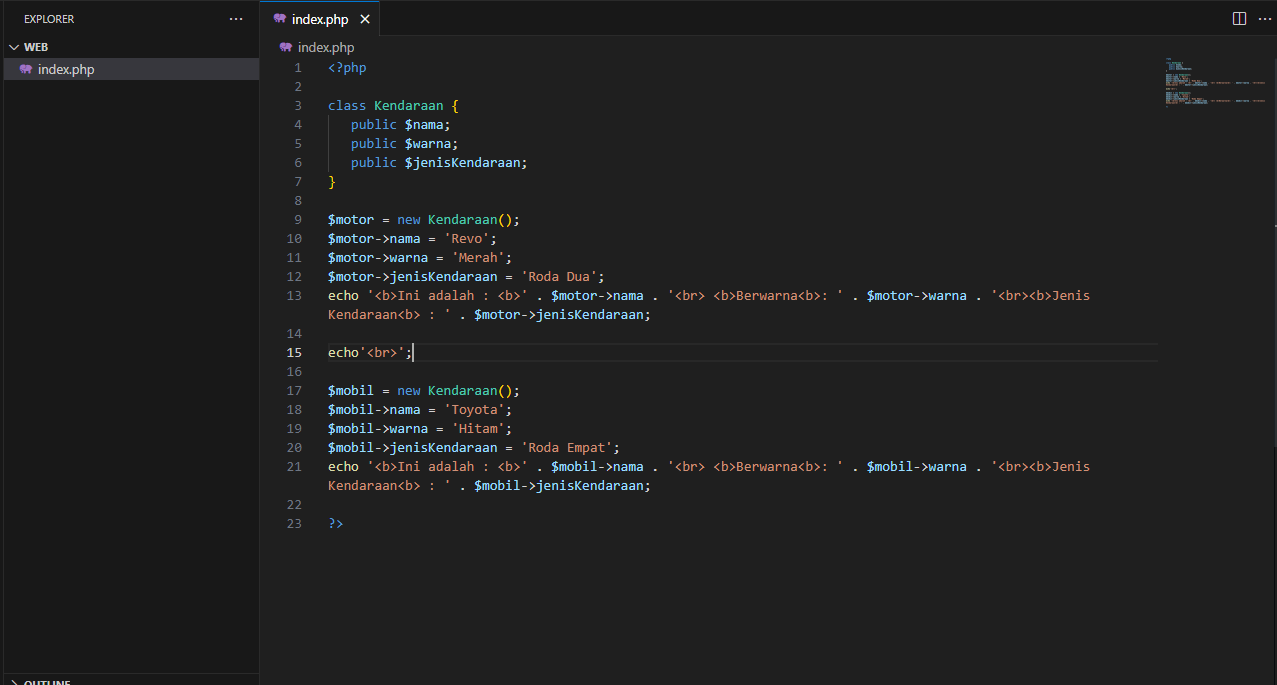 EXPLORER
index.php
WEB
index.php
index.php
1 <?php
2
3 class Kendaraan {
4 public $nama;
5 public $warna;
6 public $jenisKendaraan;
7 }
8
9 $motor = new Kendaraan();
10 $motor->nama = 'Revo';
11 $motor->warna = 'Merah';
12 $motor->jenisKendaraan = 'Roda Dua';
13 echo '<b>Ini adalah : <b>' . $motor->nama . '<br> <b>Berwarna<b>: ' . $motor->warna . '<br><b>Jenis
Kendaraan<b> : ' . $motor->jenisKendaraan;
14
15 echo'<br>';
16
17 $mobil = new Kendaraan();
18 $mobil->nama = 'Toyota';
19 $mobil->warna = 'Hitam';
20 $mobil->jenisKendaraan = 'Roda Empat';
21 echo '<b>Ini adalah : <b>' . $mobil->nama . '<br> <b>Berwarna<b>: ' . $mobil->warna . '<br><b>Jenis
Kendaraan<b> : ' . $mobil->jenisKendaraan;
22
23 ?>
OUTLINE